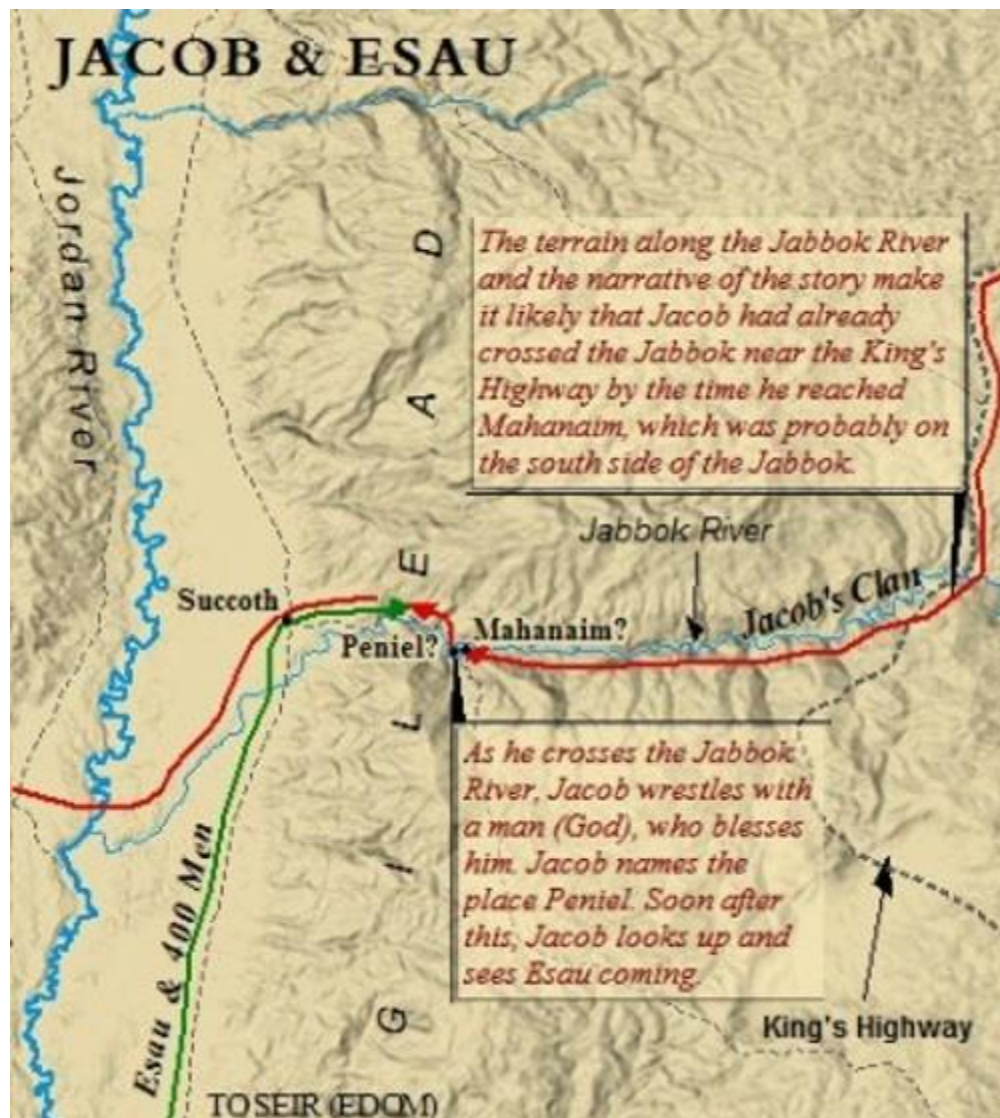 JACOB & ESAU
Jordan River
GILEAD
The terrain along the Jabbok River
and the narrative of the story make
it likely that Jacob had already
crossed the Jabbok near the King's
Highway by the time he reached
Mahanaim, which was probably on
the south side of the Jabbok.
Jabbok River
Jacob's Clan
Succoth
Peniel?
Mahanaim?
As he crosses the Jabbok
River, Jacob wrestles with
a man (God), who blesses
him. Jacob names the
place Peniel. Soon after
this, Jacob looks up and
sees Esau coming.
Esau & 400 Men
King's Highway
TO SEIR (EDOM)